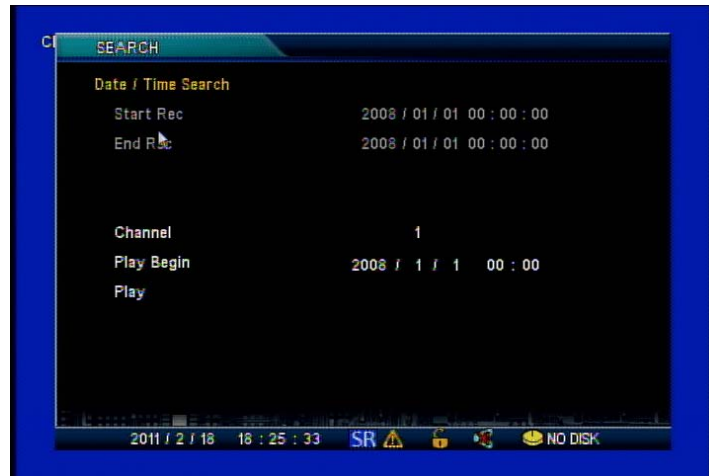 SEARCH
Date / Time Search
Start Rec 2008 / 01 / 01 00 : 00 : 00
End Rec 2008 / 01 / 01 00 : 00 : 00
Channel 1
Play Begin 2008 / 1 / 1 00 : 00
Play
2011 / 2 / 18 18 : 25 : 33 SR NO DISK